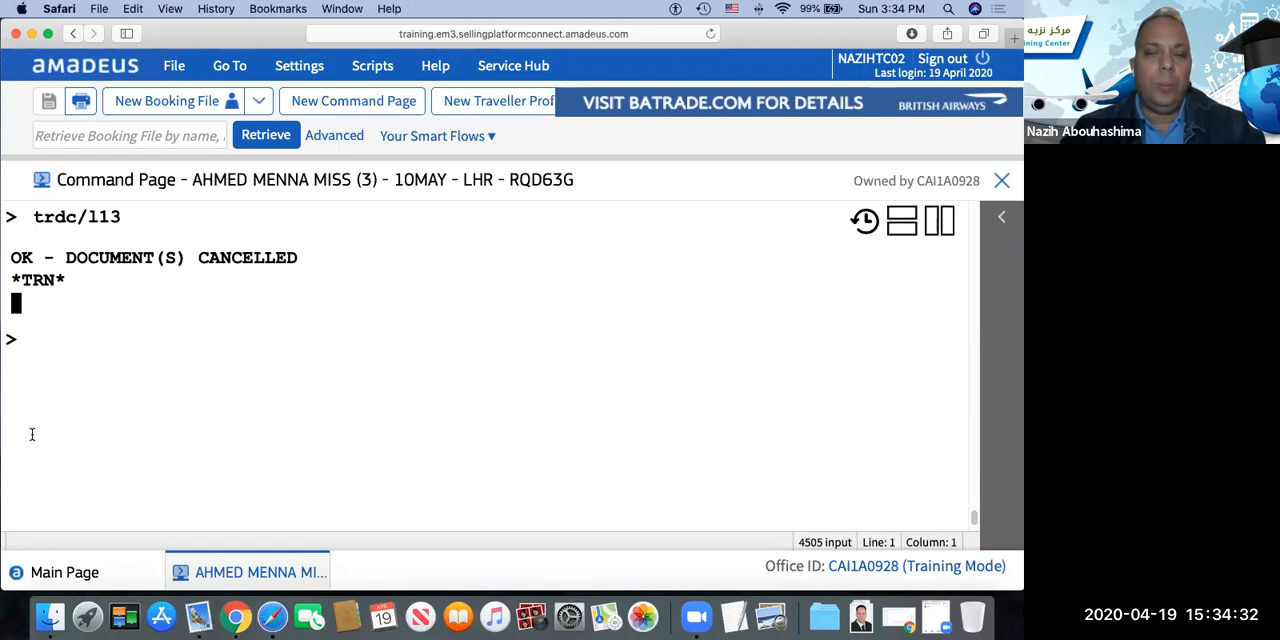 Safari File Edit View History Bookmarks Window Help 99% Sun 3:34 PM
training.em3.sellingplatformconnect.amadeus.com
مركز نزيه
ining Center
Nazih Abouhashima
amadeus File Go To Settings Scripts Help Service Hub NAZIHTC02 Sign out
Last login: 19 April 2020
New Booking File New Command Page New Traveller Prof VISIT BATRADE.COM FOR DETAILS BRITISH AIRWAYS
Retrieve Booking File by name, Retrieve Advanced Your Smart Flows
Command Page - AHMED MENNA MISS (3) - 10MAY - LHR - RQD63G Owned by CAI1A0928
> trdc/l13
OK - DOCUMENT(S) CANCELLED
*TRN*
>
4505 input Line: 1 Column: 1
Main Page AHMED MENNA MI... Office ID: CAI1A0928 (Training Mode)
APR
19
2020-04-19 15:34:32